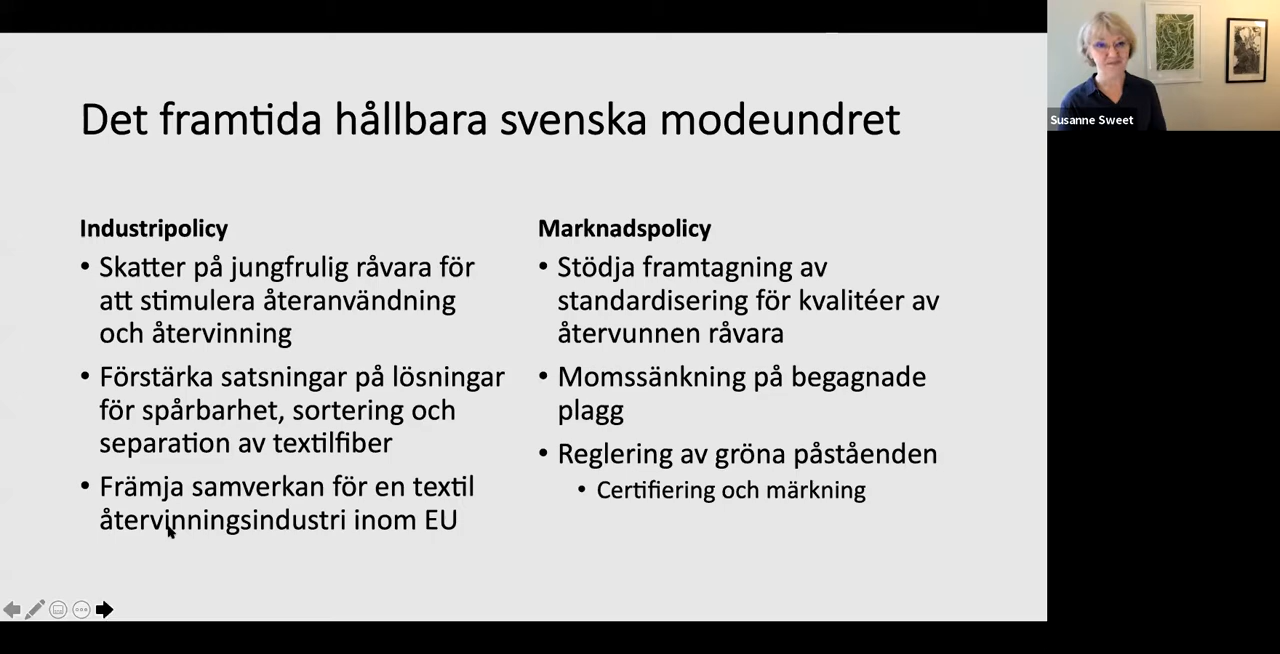 Det framtida hållbara svenska modeundret
Industripolicy
• Skatter på jungfrulig råvara för
att stimulera återanvändning
och återvinning
• Förstärka satsningar på lösningar
för spårbarhet, sortering och
separation av textilfiber
• Främja samverkan för en textil
återvinningsindustri inom EU
Marknadspolicy
• Stödja framtagning av
standardisering för kvalitéer av
återvunnen råvara
• Momssänkning på begagnade
plagg
• Reglering av gröna påståenden
• Certifiering och märkning
Susanne Sweet